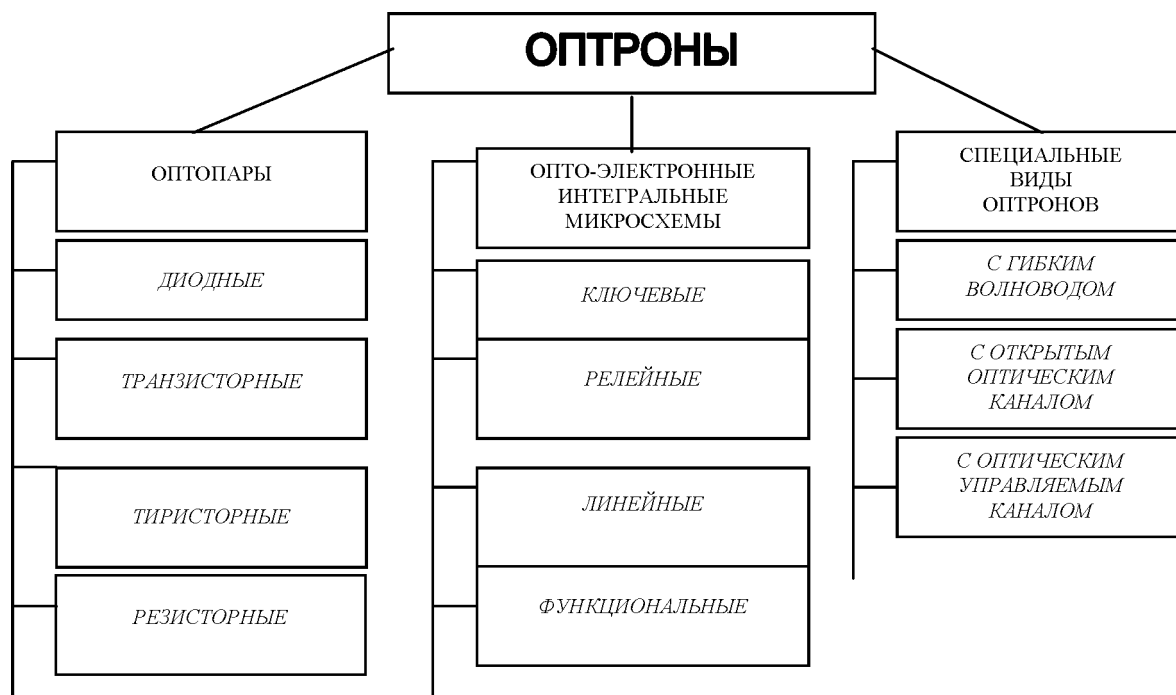 ОПТРОНЫ
ОПТОПАРЫ
ДИОДНЫЕ
ТРАНЗИСТОРНЫЕ
ТИРИСТОРНЫЕ
РЕЗИСТОРНЫЕ
ОПТО-ЭЛЕКТРОННЫЕ
ИНТЕГРАЛЬНЫЕ
МИКРОСХЕМЫ
КЛЮЧЕВЫЕ
РЕЛЕЙНЫЕ
ЛИНЕЙНЫЕ
ФУНКЦИОНАЛЬНЫЕ
СПЕЦИАЛЬНЫЕ
ВИДЫ
ОПТРОНОВ
С ГИБКИМ
ВОЛНОВОДОМ
С ОТКРЫТЫМ
ОПТИЧЕСКИМ
КАНАЛОМ
С ОПТИЧЕСКИМ
УПРАВЛЯЕМЫМ
КАНАЛОМ